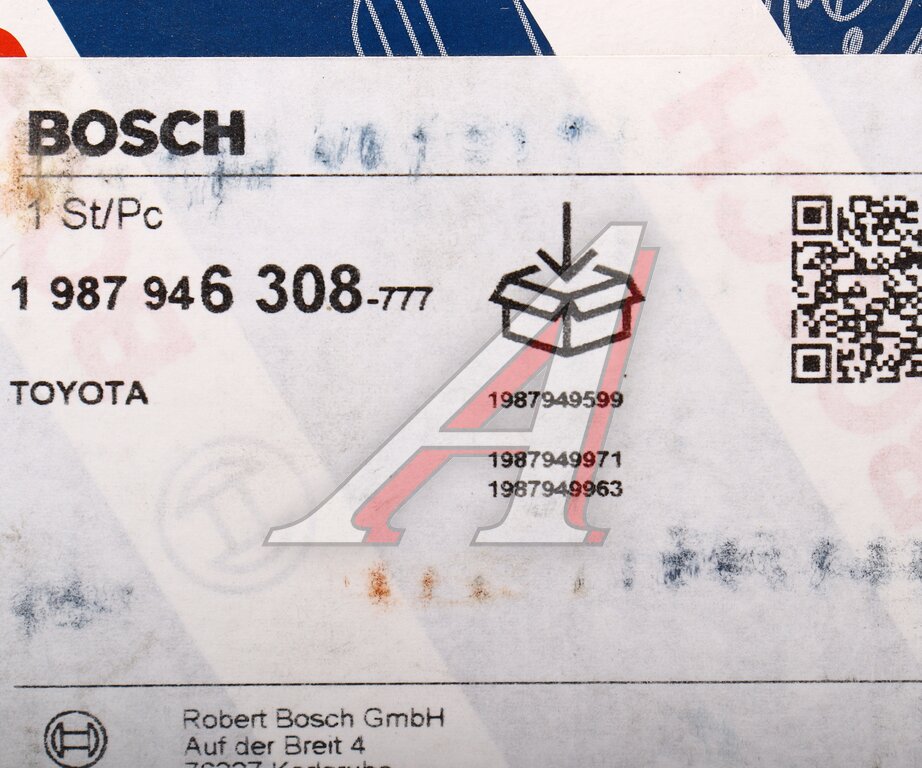 BOSCH
1 St/Pc
1 987 946 308-777
TOYOTA
1987949599
1987949971
1987949963
Robert Bosch GmbH
Auf der Breit 4